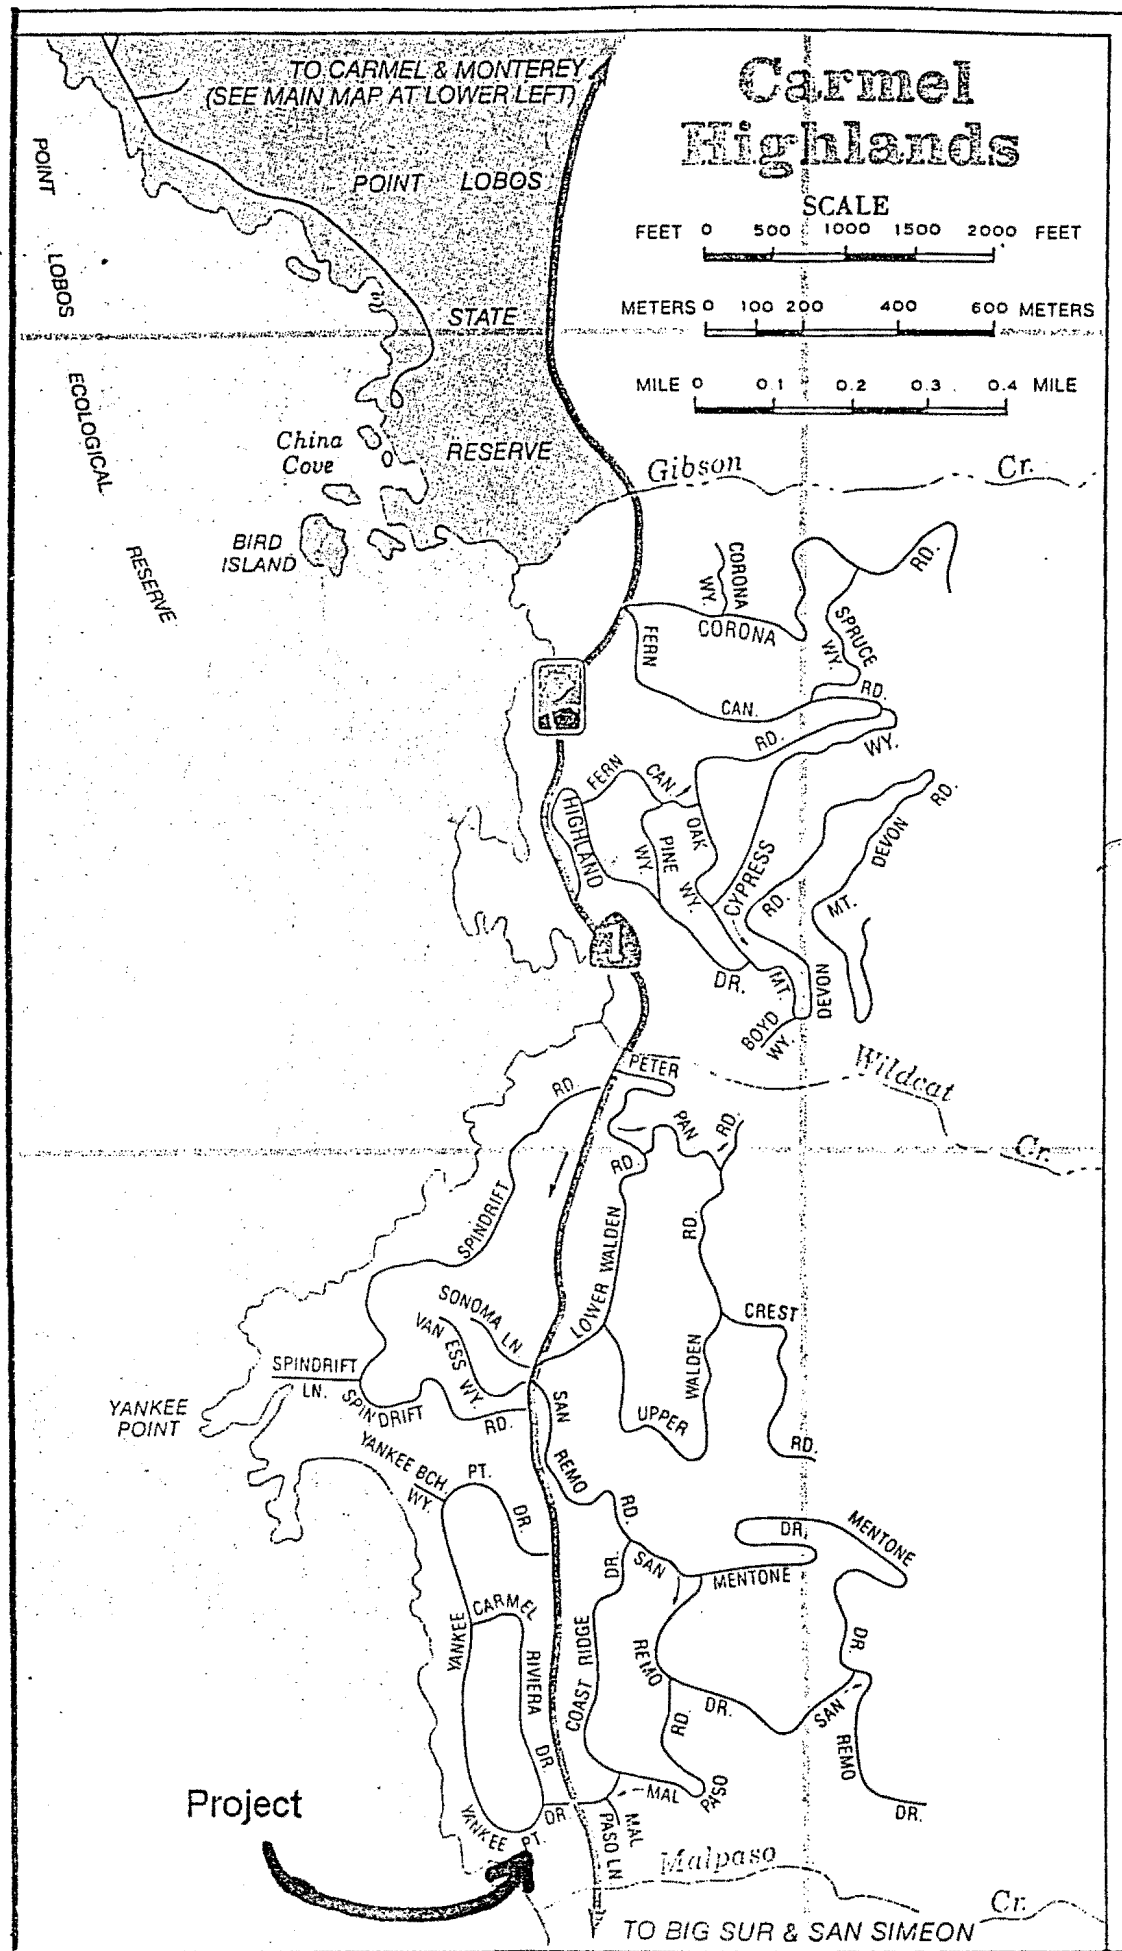 TO CARMEL & MONTEREY
(SEE MAIN MAP AT LOWER LEFT)
Carmel
Highlands
SCALE
FEET 0 500 1000 1500 2000 FEET
METERS 0 100 200 400 600 METERS
MILE 0 0.1 0.2 0.3 0.4 MILE
POINT LOBOS
STATE
RESERVE
POINT
LOBOS
ECOLOGICAL
RESERVE
China
Cove
BIRD
ISLAND
Gibson Cr.
CORONA
WY.
CORONA
RD.
FERN
CAN.
RD.
SPRUCE
WY.
RD.
WY.
FERN
CAN.
HIGHLAND
DR.
PINE
WY.
OAK
WY.
CYPRESS
RD.
DEVON
RD.
MT.
MT.
DEVON
BOYD
WY.
1
Wildcat
Cr.
PETER
PAN
RD.
RD.
RD.
SPINDRIFT
LOWER WALDEN
RD.
WALDEN
UPPER
CREST
RD.
SONOMA
LN.
VAN ESS
WY.
SPINDRIFT
LN.
SPINDRIFT
RD.
YANKEE
POINT
SAN
REMO
RD.
YANKEE BCH.
WY.
PT.
DR.
DR.
MENTONE
SAN
MENTONE
DR.
COAST RIDGE
REMO
RD.
DR.
DR.
SAN
REMO
DR.
YANKEE
CARMEL
RIVIERA
DR.
YANKEE
PT.
DR.
MAL
PASO
MAL
PASO LN
Project
Malpaso
Cr.
TO BIG SUR & SAN SIMEON